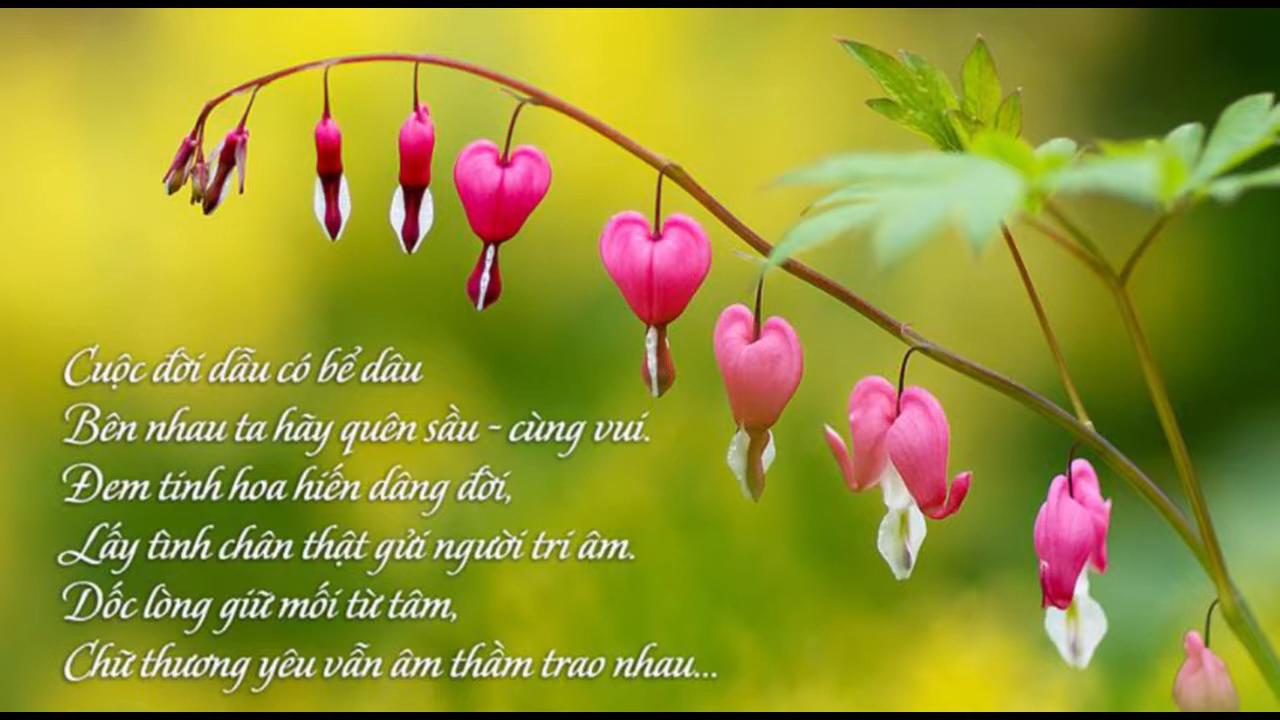 Cuộc đời dẫu có bể dâu
Bên nhau ta hãy quên sầu - cùng vui.
Đem tinh hoa hiến dâng đời,
Lấy tình chân thật gửi người tri âm.
Dốc lòng giữ mối từ tâm,
Chữ thương yêu vẫn âm thầm trao nhau...